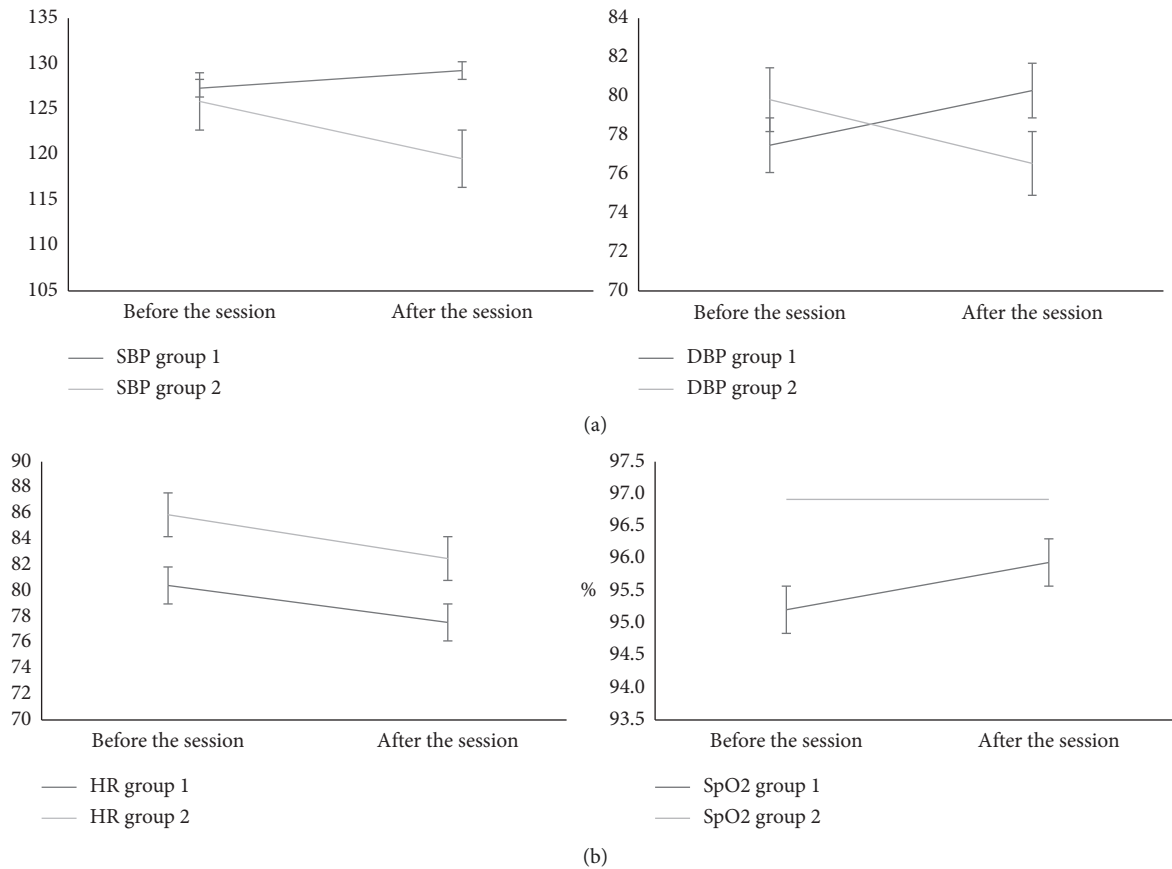 135
130
125
120
115
110
105
Before the session After the session
SBP group 1
SBP group 2
84
82
80
78
76
74
72
70
Before the session After the session
DBP group 1
DBP group 2
(a)
90
88
86
84
82
80
78
76
74
72
70
Before the session After the session
HR group 1
HR group 2
97.5
97.0
96.5
96.0
95.5
95.0
94.5
94.0
93.5
%
Before the session After the session
SpO2 group 1
SpO2 group 2
(b)